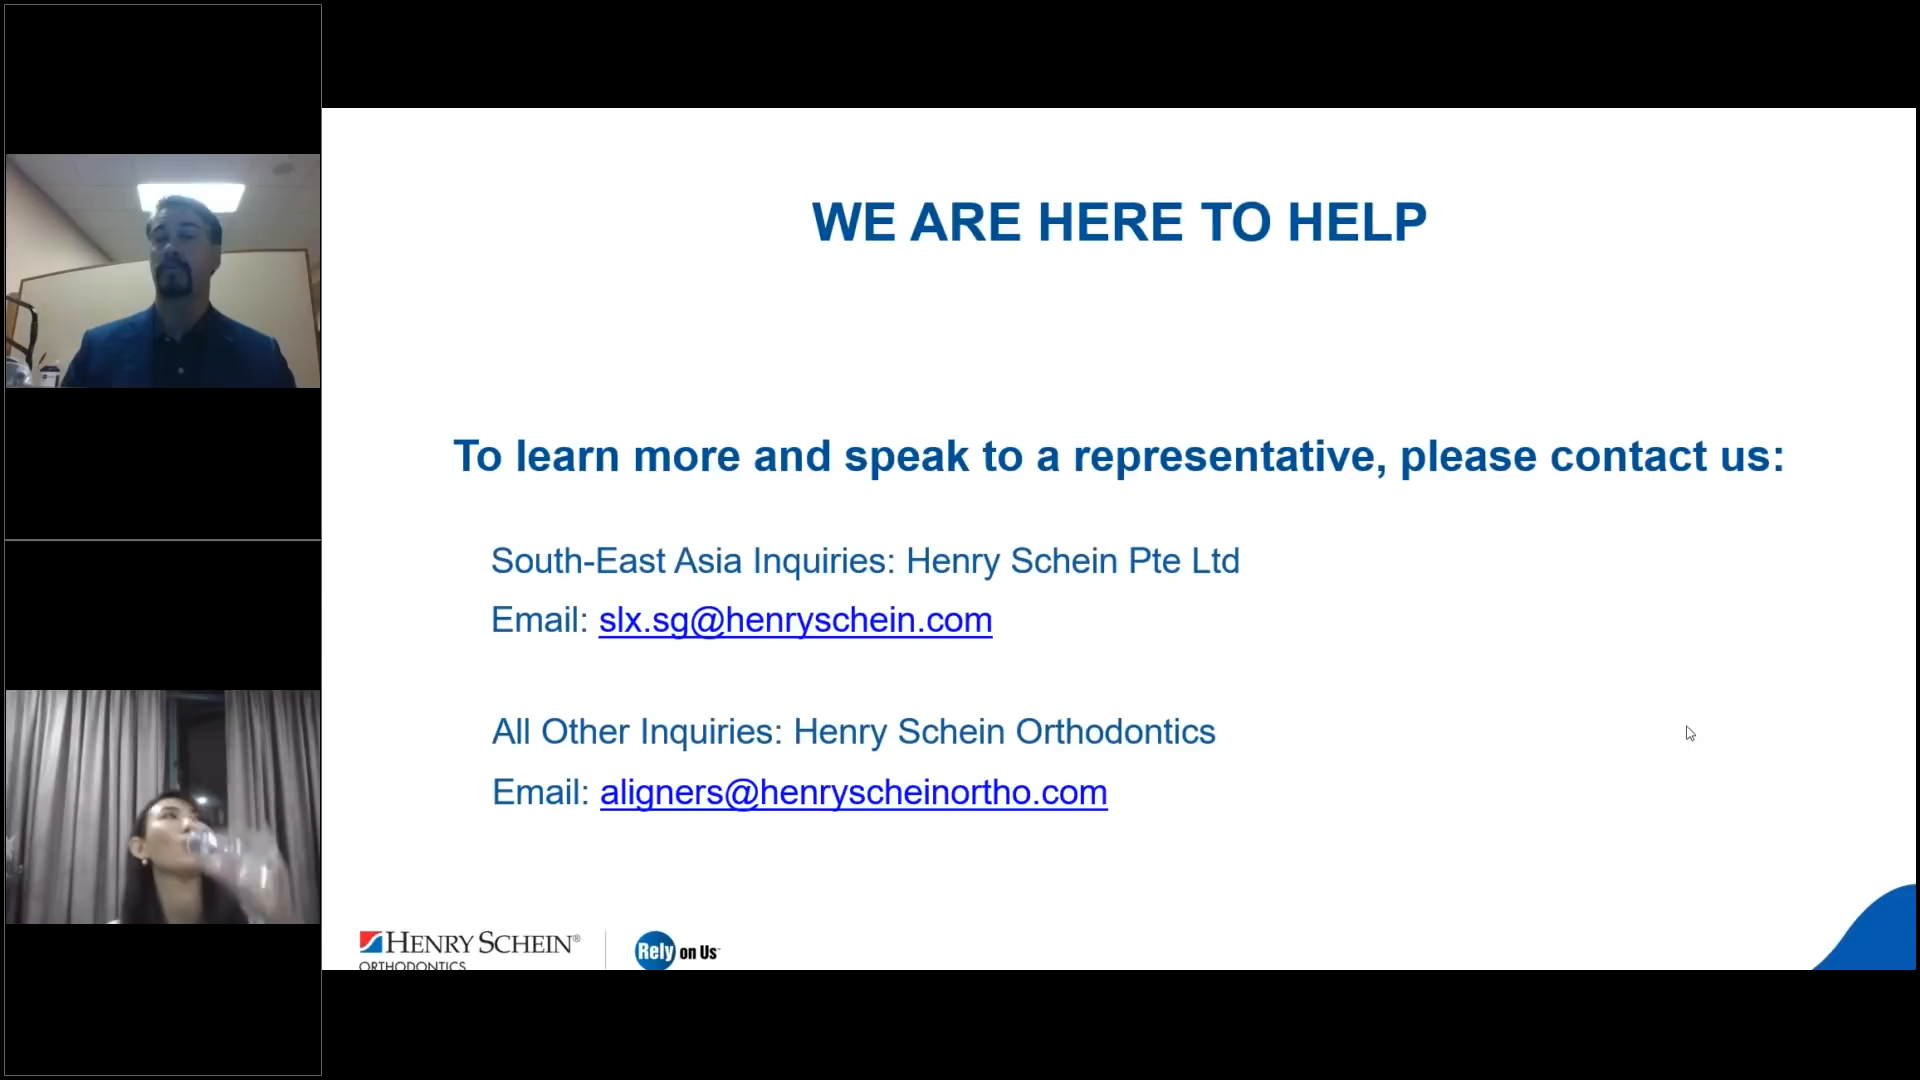 WE ARE HERE TO HELP
To learn more and speak to a representative, please contact us:
South-East Asia Inquiries: Henry Schein Pte Ltd
Email: slx.sg@henryschein.com
All Other Inquiries: Henry Schein Orthodontics
Email: aligners@henryscheinortho.com
HENRY SCHEIN®
ORTHODONTICS
Rely on Us™